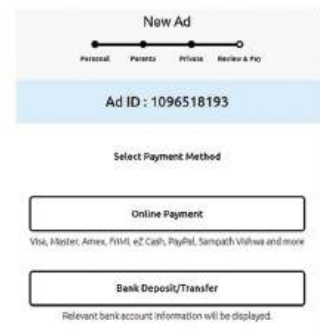 New Ad
Personal Parents Private Review & Pay
Ad ID : 1096518193
Select Payment Method
Online Payment
Visa, Master, Amex, FriMi, eZ Cash, PayPal, Sampath Vishwa and more
Bank Deposit/Transfer
Relevant bank account information will be displayed.